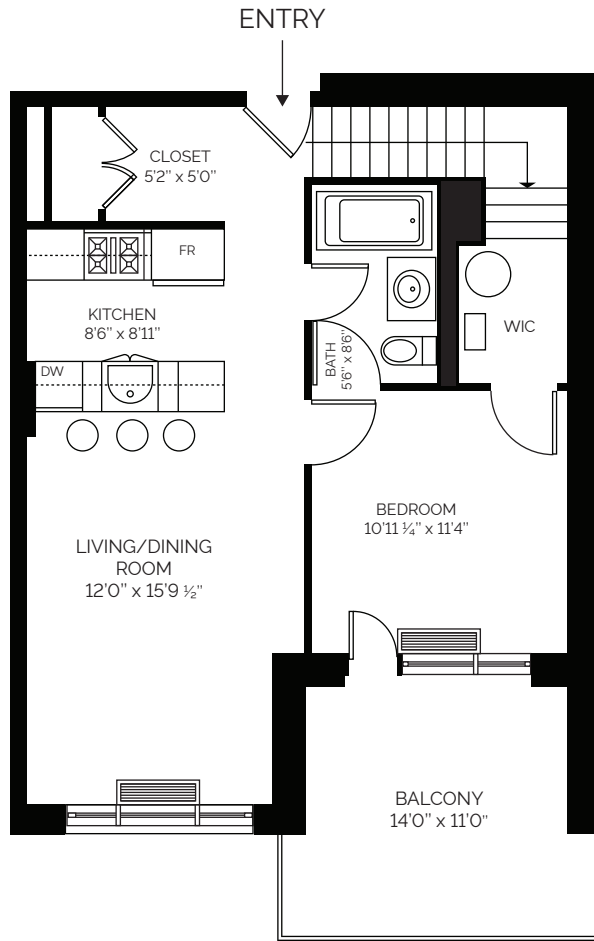 ENTRY
CLOSET
5'2" x 5'0"
FR
KITCHEN
8'6" x 8'11"
DW
BATH
5'6" x 8'6"
WIC
BEDROOM
10'11 ¼" x 11'4"
LIVING/DINING
ROOM
12'0" x 15'9 ½"
BALCONY
14'0" x 11'0"